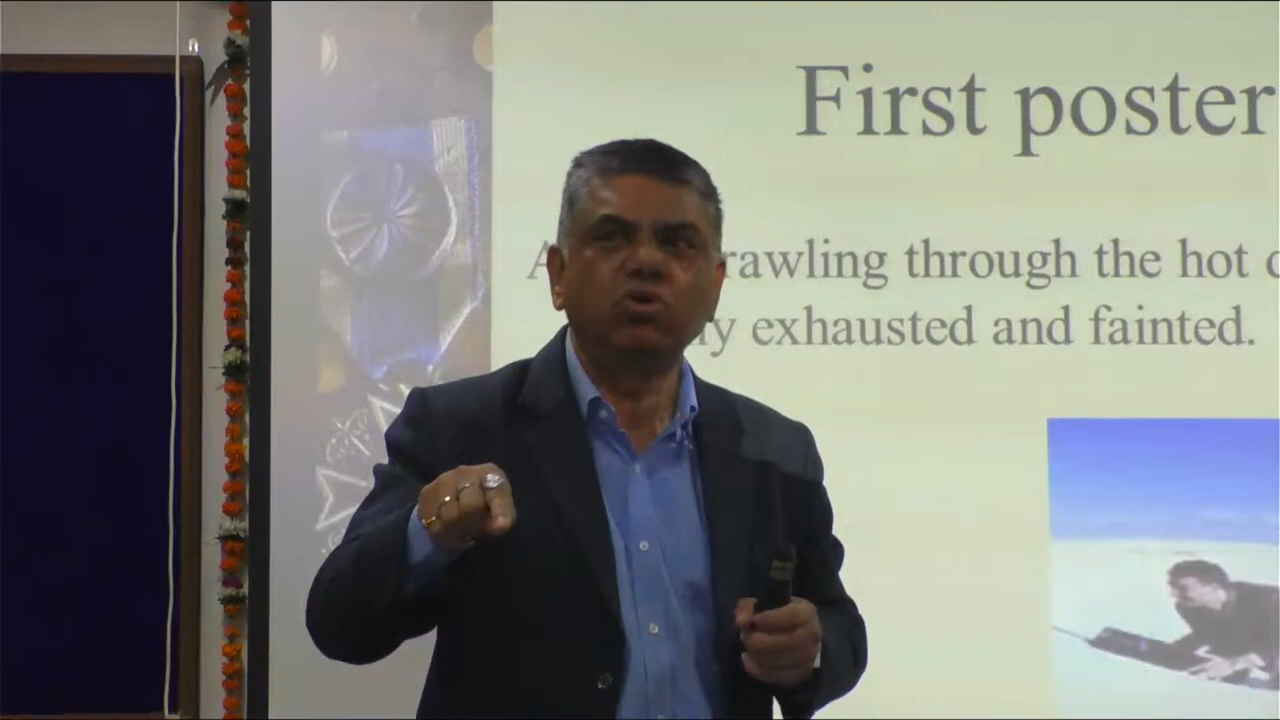 First poster
A rawling through the hot
y exhausted and fainted.